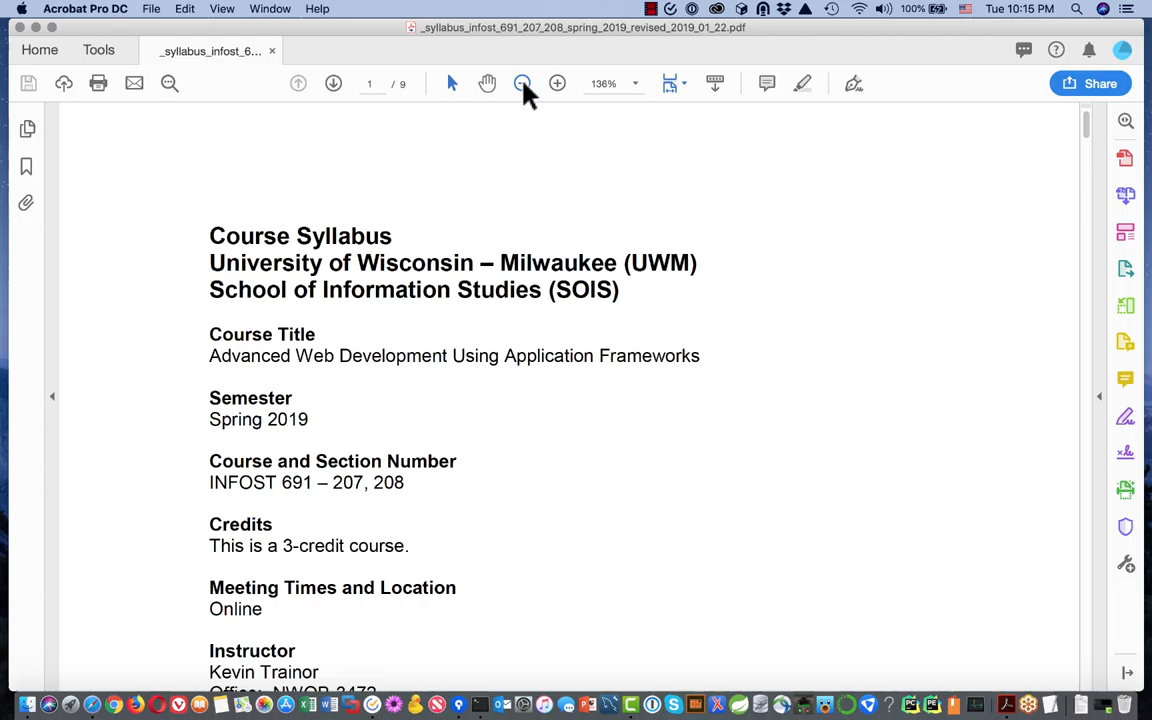 Acrobat Pro DC File Edit View Window Help 100% Tue 10:15 PM
_syllabus_infost_691_207_208_spring_2019_revised_2019_01_22.pdf
Home Tools _syllabus_infost_6... ×
1 / 9 136% Share
Course Syllabus
University of Wisconsin – Milwaukee (UWM)
School of Information Studies (SOIS)
Course Title
Advanced Web Development Using Application Frameworks
Semester
Spring 2019
Course and Section Number
INFOST 691 – 207, 208
Credits
This is a 3-credit course.
Meeting Times and Location
Online
Instructor
Kevin Trainor
Office: NWQB 3472